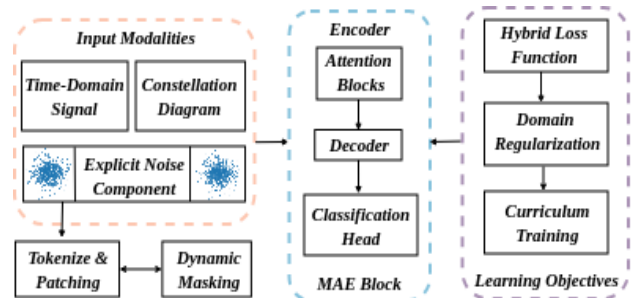 Input Modalities
Time-Domain
Signal
Constellation
Diagram
Explicit Noise
Component
Tokenize &
Patching
Dynamic
Masking
Encoder
Attention
Blocks
Decoder
Classification
Head
MAE Block
Hybrid Loss
Function
Domain
Regularization
Curriculum
Training
Learning Objectives